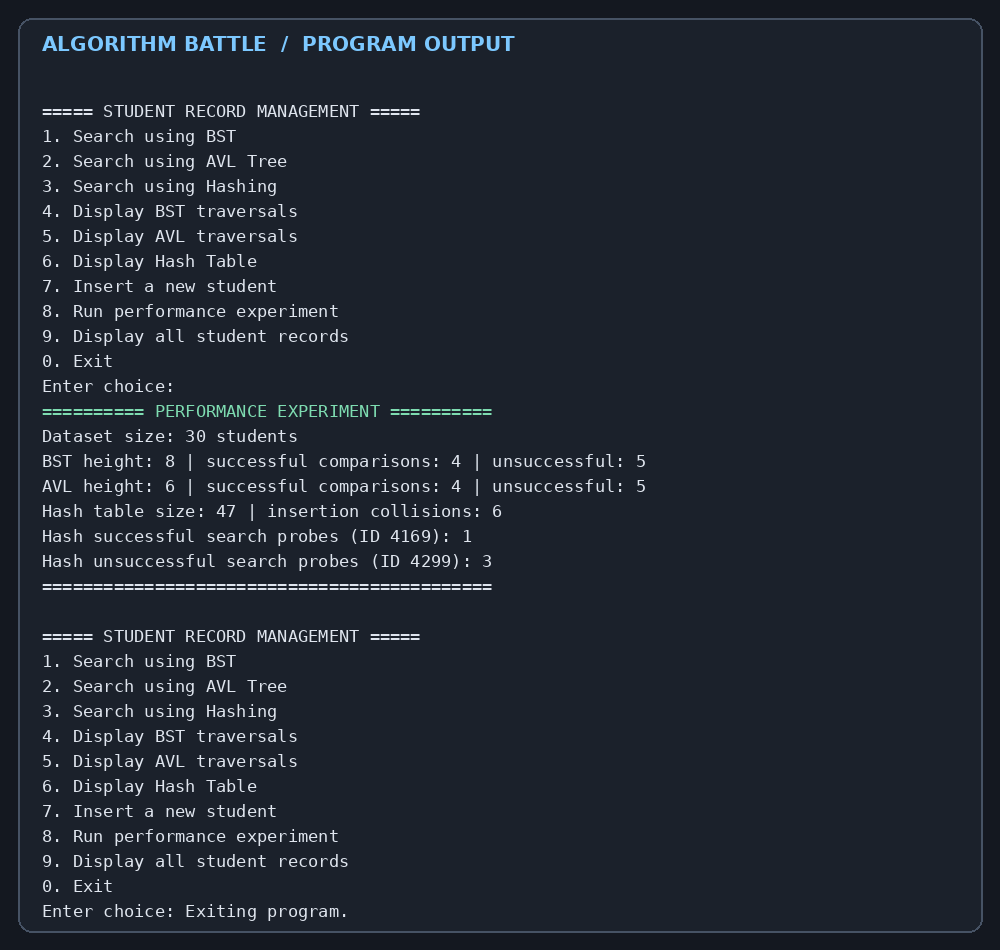 ALGORITHM BATTLE / PROGRAM OUTPUT
===== STUDENT RECORD MANAGEMENT =====
1. Search using BST
2. Search using AVL Tree
3. Search using Hashing
4. Display BST traversals
5. Display AVL traversals
6. Display Hash Table
7. Insert a new student
8. Run performance experiment
9. Display all student records
0. Exit
Enter choice:
========== PERFORMANCE EXPERIMENT ==========
Dataset size: 30 students
BST height: 8 | successful comparisons: 4 | unsuccessful: 5
AVL height: 6 | successful comparisons: 4 | unsuccessful: 5
Hash table size: 47 | insertion collisions: 6
Hash successful search probes (ID 4169): 1
Hash unsuccessful search probes (ID 4299): 3
============================================
===== STUDENT RECORD MANAGEMENT =====
1. Search using BST
2. Search using AVL Tree
3. Search using Hashing
4. Display BST traversals
5. Display AVL traversals
6. Display Hash Table
7. Insert a new student
8. Run performance experiment
9. Display all student records
0. Exit
Enter choice: Exiting program.